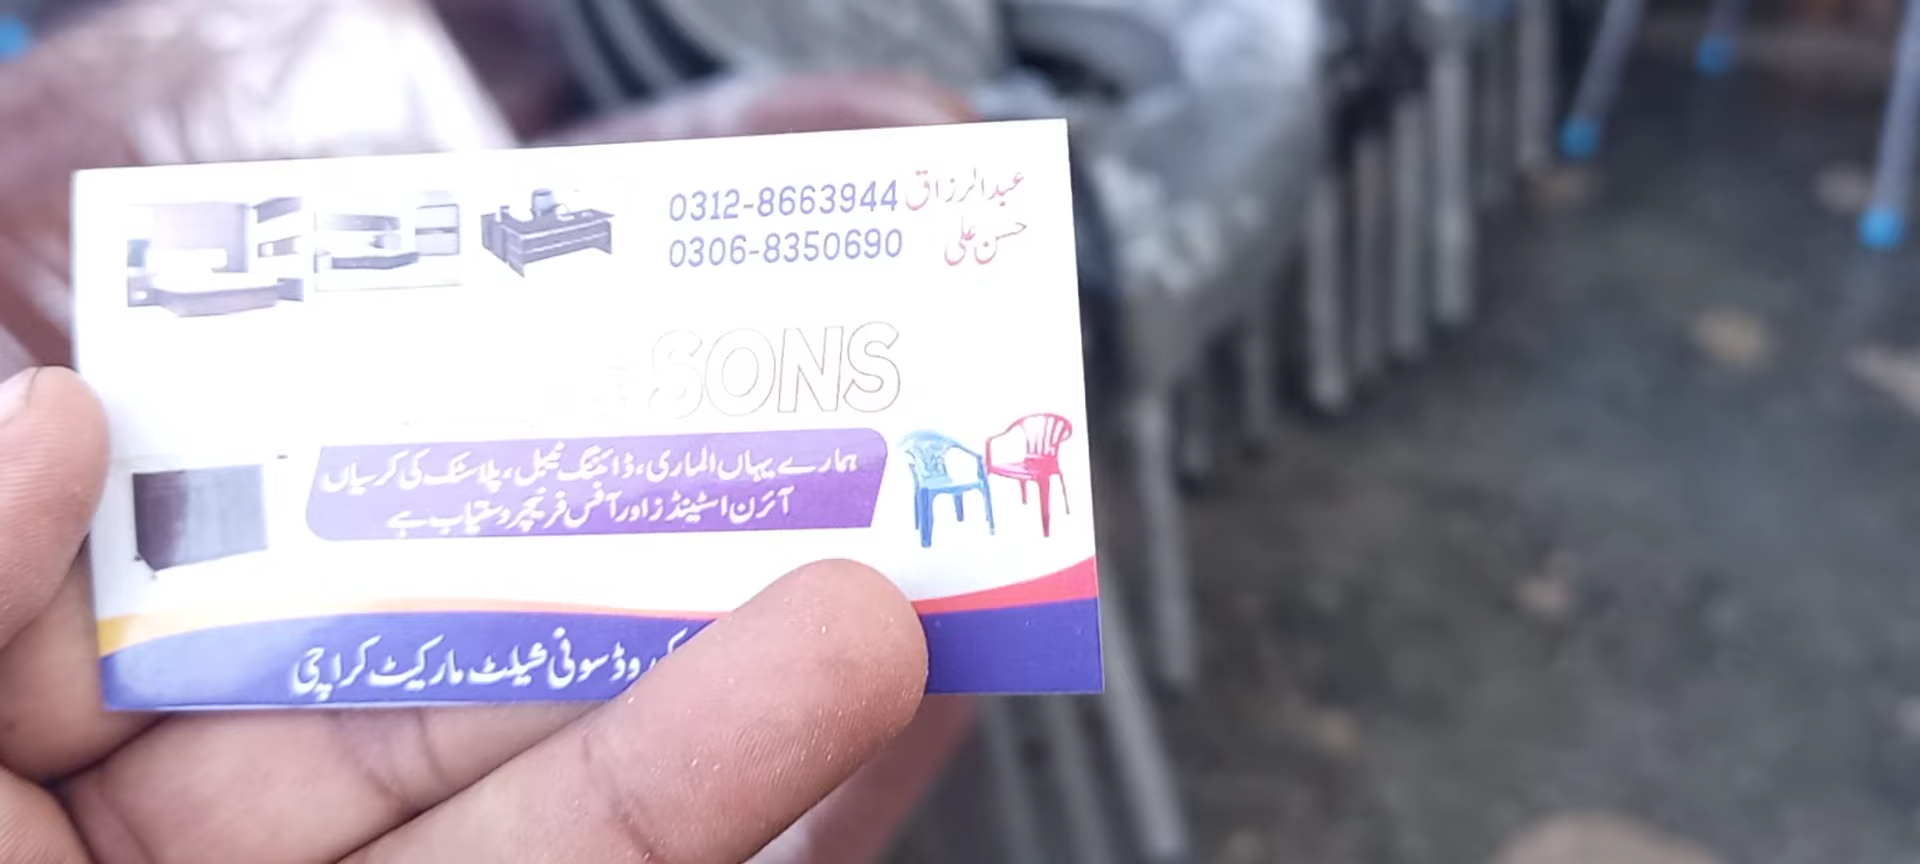 0312-8663944 عبدالرزاق
0306-8350690 حسن علی
SONS
ہمارے یہاں الماری، ڈائننگ ٹیبل، پلاسٹک کی کرسیاں
آئرن اسٹینڈز اور آفس فرنیچر دستیاب ہے
روڈ سونی شیلٹ مارکیٹ کراچی